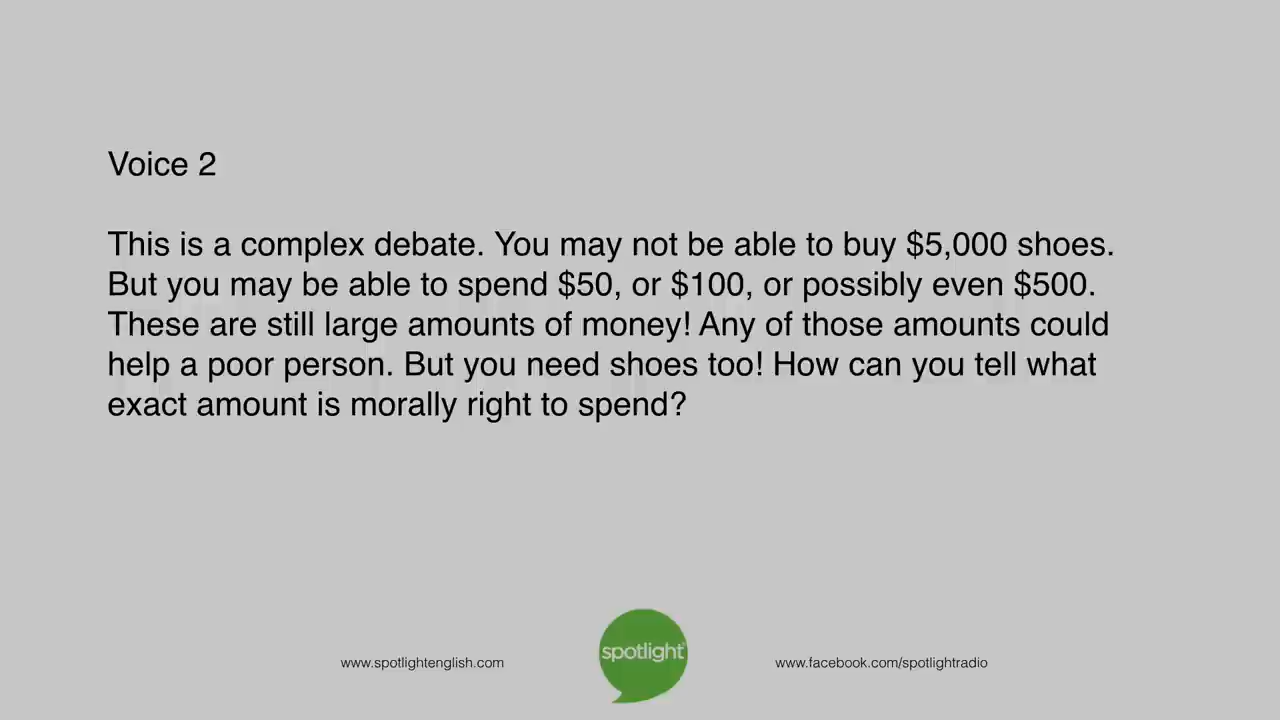 Voice 2
This is a complex debate. You may not be able to buy $5,000 shoes.
But you may be able to spend $50, or $100, or possibly even $500.
These are still large amounts of money! Any of those amounts could
help a poor person. But you need shoes too! How can you tell what
exact amount is morally right to spend?
www.spotlightenglish.com
spotlight
www.facebook.com/spotlightradio